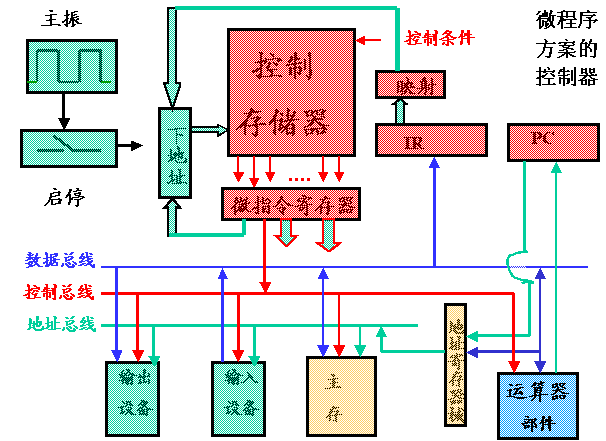 主振
微程序
方案的
控制器
控制条件
控制
存储器
映射
下
地
址
IR
PC
启停
微指令寄存器
数据总线
控制总线
地址总线
输出
设备
输入
设备
主
存
地
址
寄
存
器
械
运算器
部件